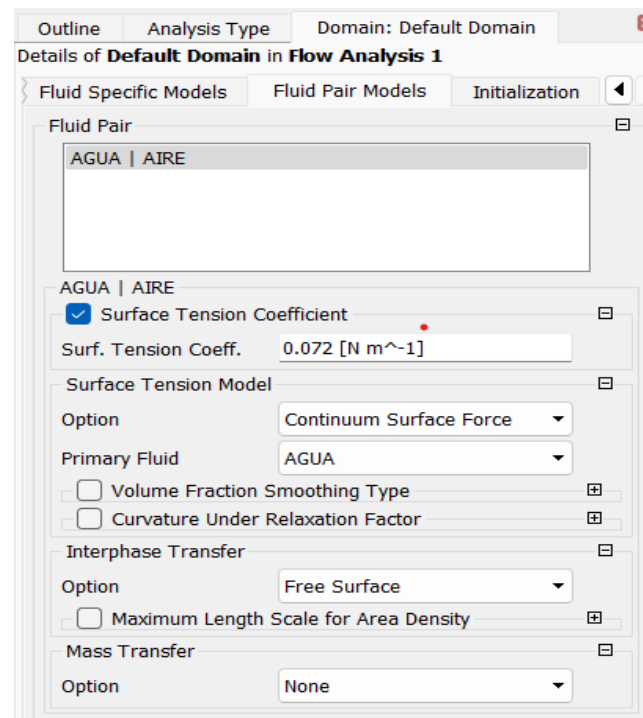 Outline Analysis Type Domain: Default Domain
Details of Default Domain in Flow Analysis 1
Fluid Specific Models Fluid Pair Models Initialization
Fluid Pair
AGUA | AIRE
AGUA | AIRE
Surface Tension Coefficient
Surf. Tension Coeff. 0.072 [N m^-1]
Surface Tension Model
Option Continuum Surface Force
Primary Fluid AGUA
Volume Fraction Smoothing Type
Curvature Under Relaxation Factor
Interphase Transfer
Option Free Surface
Maximum Length Scale for Area Density
Mass Transfer
Option None